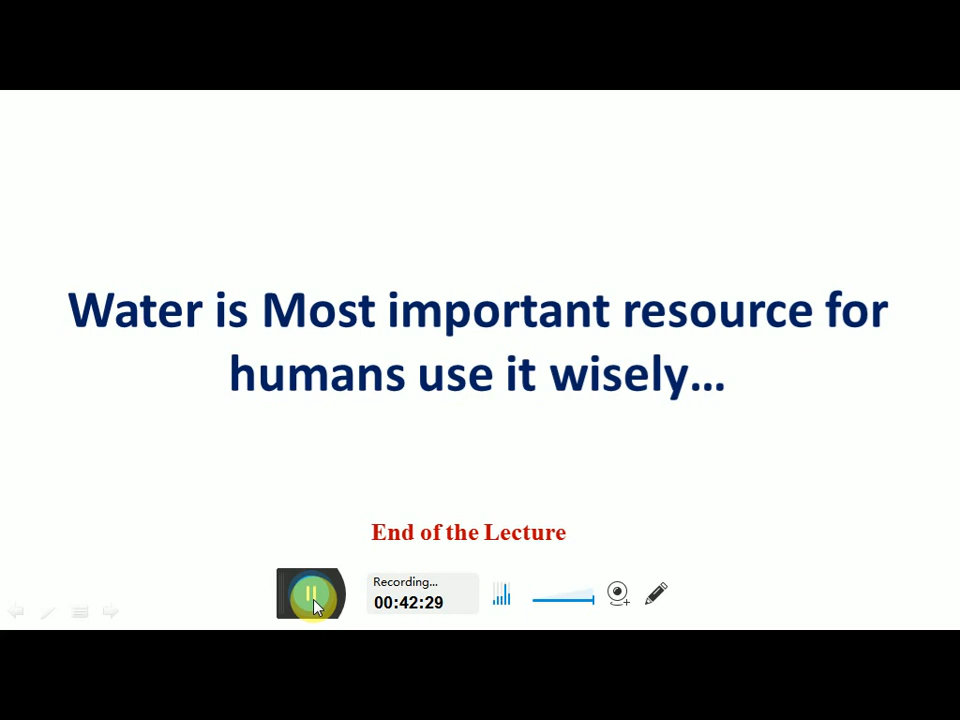 Water is Most important resource for
humans use it wisely...
End of the Lecture
Recording...
00:42:29